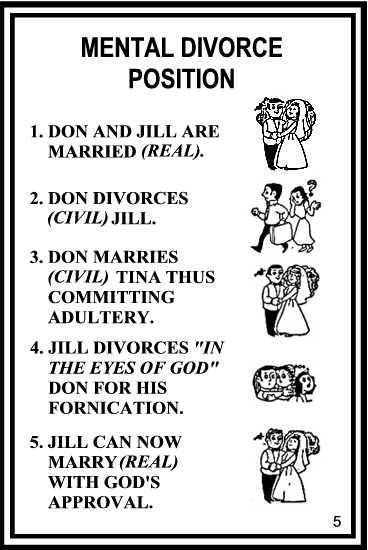 MENTAL DIVORCE
POSITION
1. DON AND JILL ARE
MARRIED (REAL).
2. DON DIVORCES
(CIVIL) JILL.
3. DON MARRIES
(CIVIL) TINA THUS
COMMITTING
ADULTERY.
4. JILL DIVORCES "IN
THE EYES OF GOD"
DON FOR HIS
FORNICATION.
5. JILL CAN NOW
MARRY (REAL)
WITH GOD'S
APPROVAL.
?
5